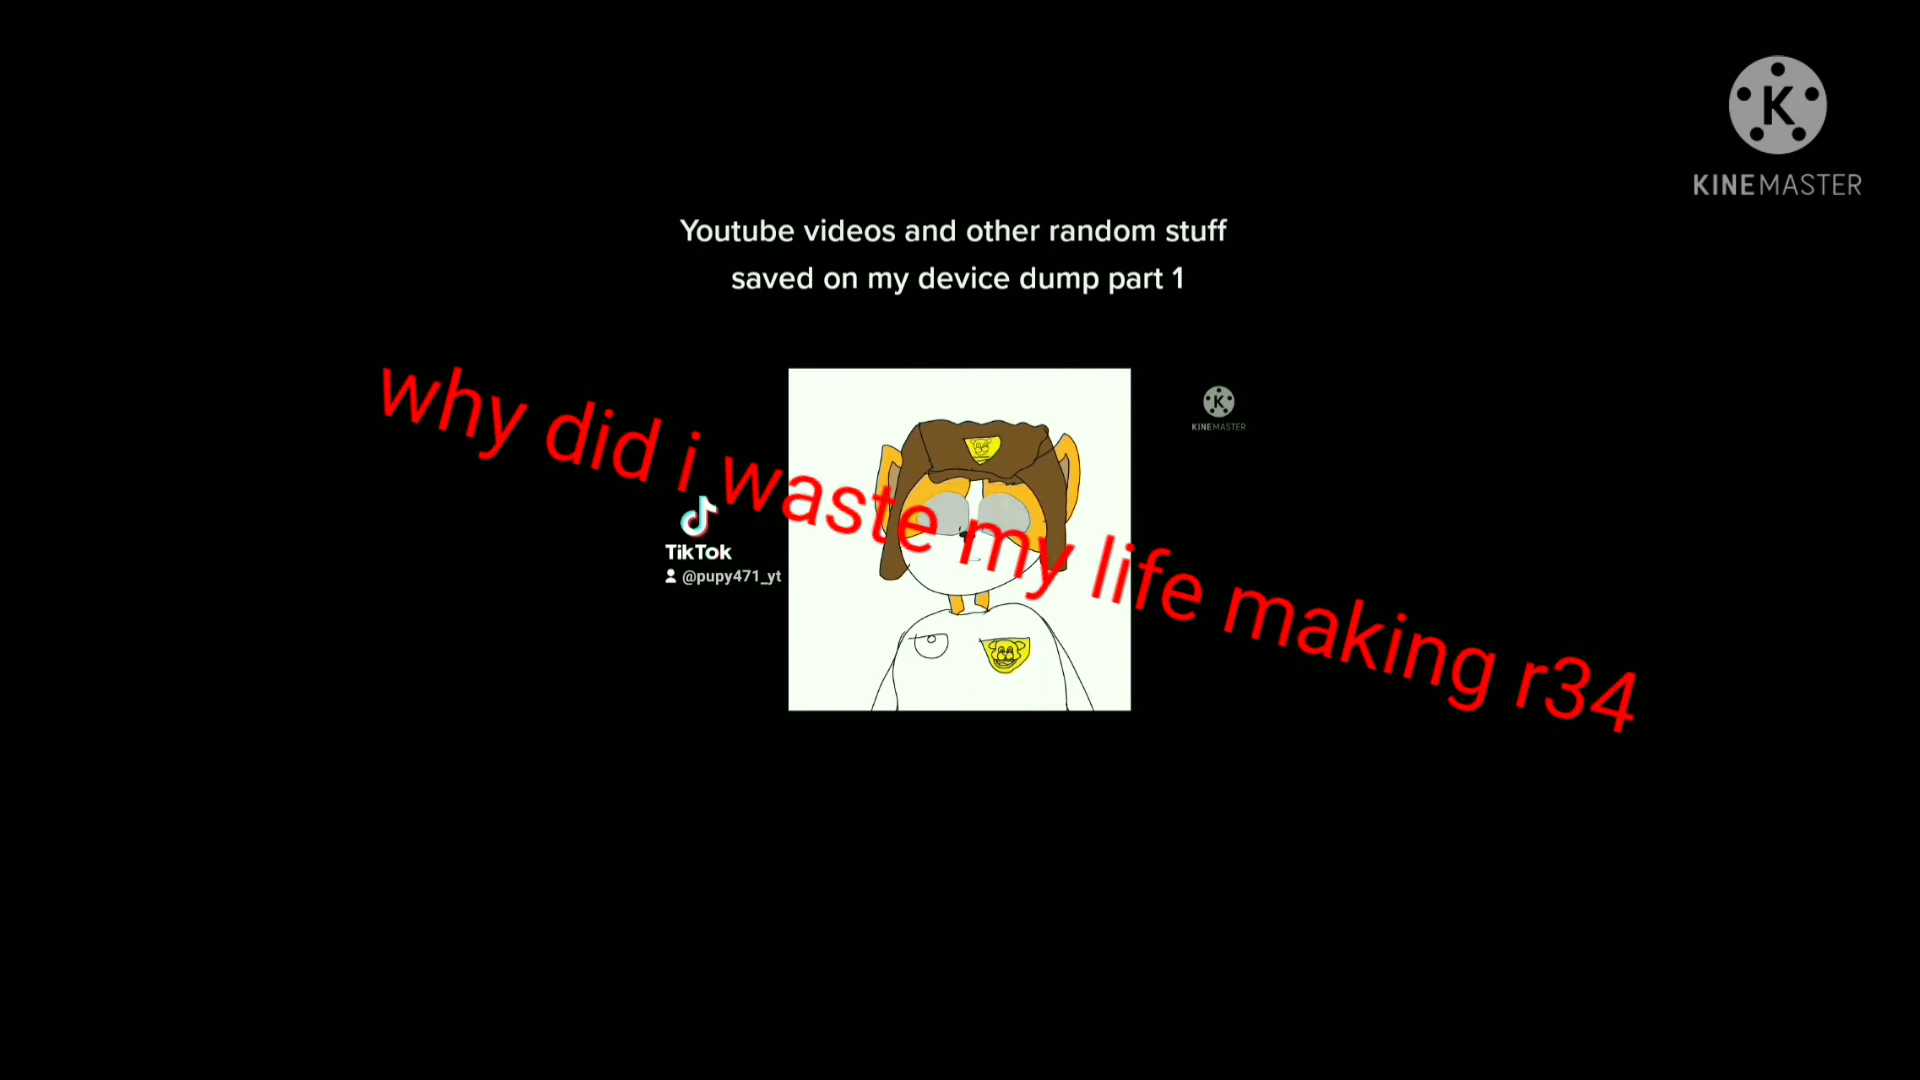 KINEMASTER
Youtube videos and other random stuff
saved on my device dump part 1
why did i waste my life making r34
KINEMASTER
TikTok
@pupy471_yt